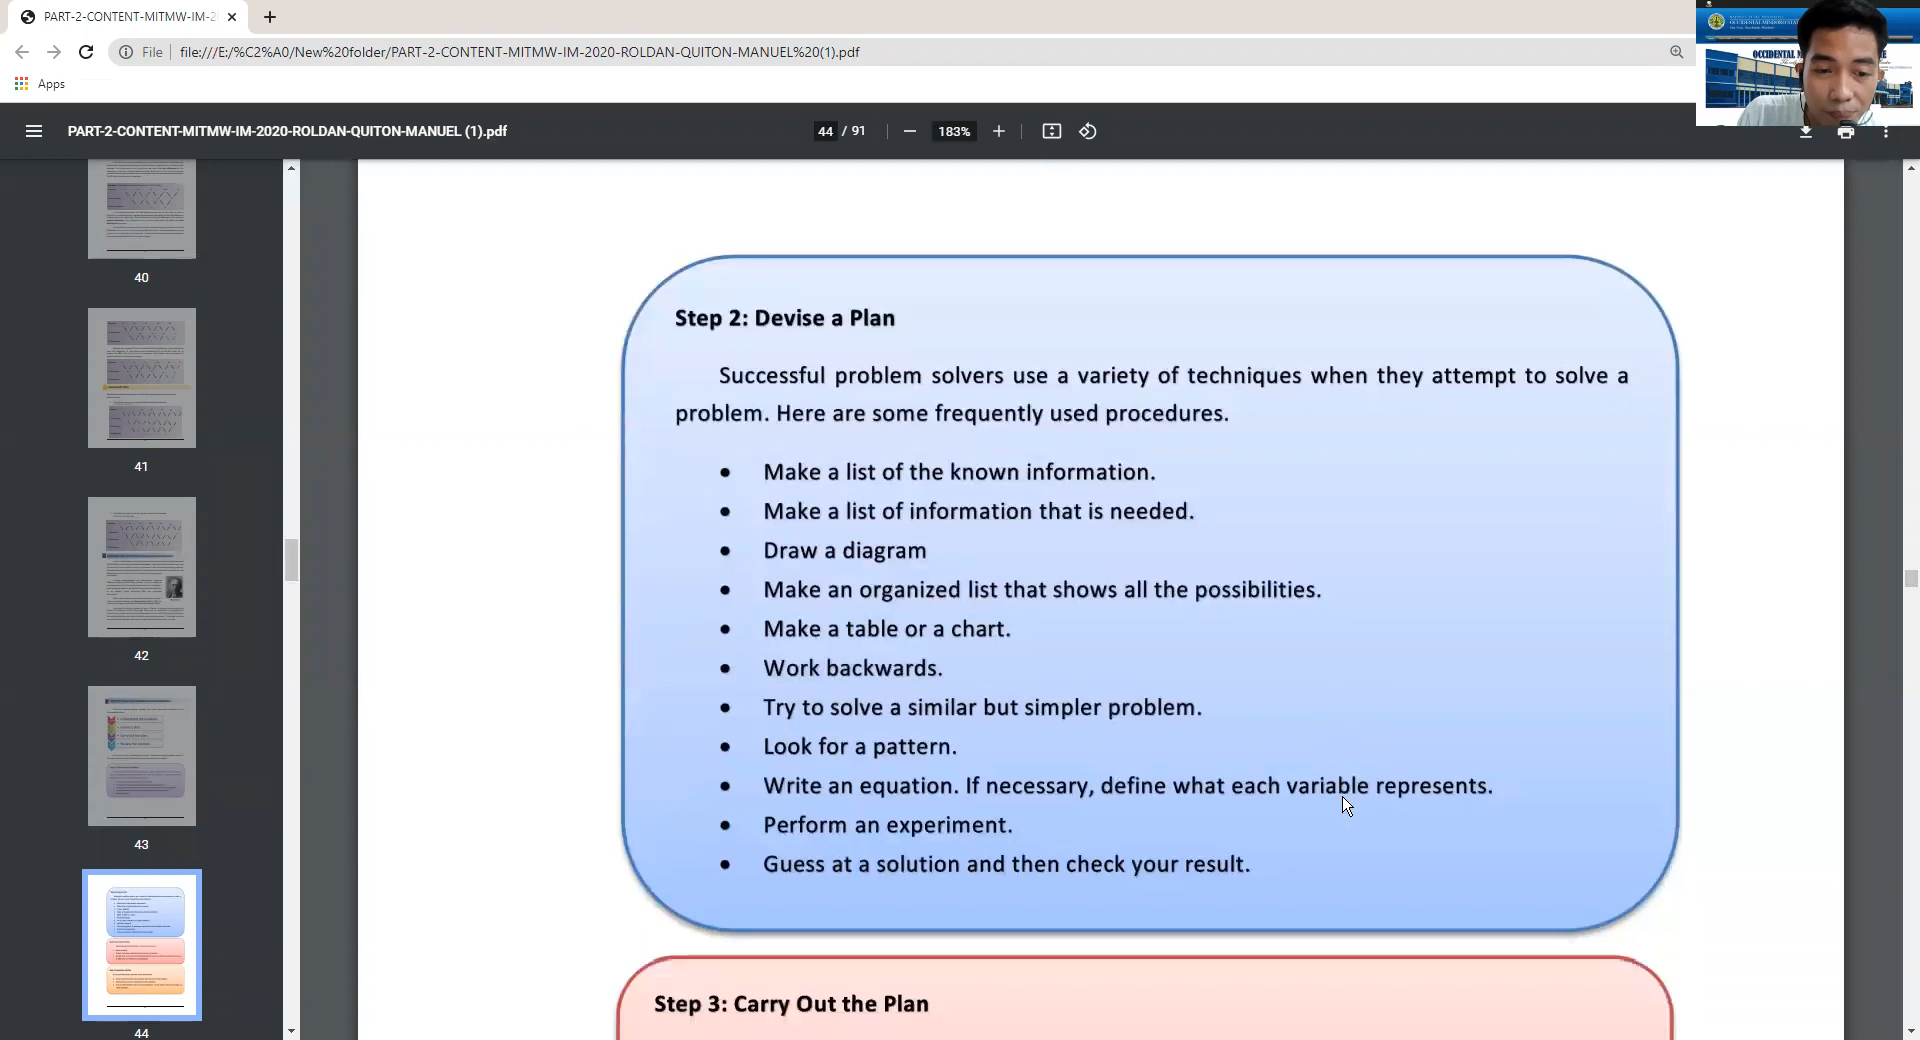 PART-2-CONTENT-MITMW-IM-2
File
file:///E:/%C2%A0/New%20folder/PART-2-CONTENT-MITMW-IM-2020-ROLDAN-QUITON-MANUEL%20(1).pdf
Apps
PART-2-CONTENT-MITMW-IM-2020-ROLDAN-QUITON-MANUEL (1).pdf
44 / 91
183%
OCCIDENTAL M
40
41
42
43
44
Step 2: Devise a Plan
Successful problem solvers use a variety of techniques when they attempt to solve a
problem. Here are some frequently used procedures.
• Make a list of the known information.
• Make a list of information that is needed.
• Draw a diagram
• Make an organized list that shows all the possibilities.
• Make a table or a chart.
• Work backwards.
• Try to solve a similar but simpler problem.
• Look for a pattern.
• Write an equation. If necessary, define what each variable represents.
• Perform an experiment.
• Guess at a solution and then check your result.
Step 3: Carry Out the Plan